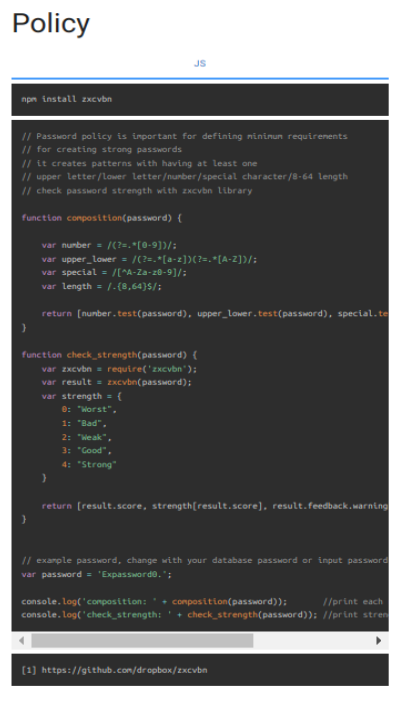 Policy
JS
npm install zxcvbn
// Password policy is important for defining minimum requirements
// for creating strong passwords
// it creates patterns with having at least one
// upper letter/lower letter/number/special character/8-64 length
// check password strength with zxcvbn library
function composition(password) {
var number = /(?=.*[0-9])/;
var upper_lower = /(?=.*[a-z])(?=.*[A-Z])/;
var special = /[^A-Za-z0-9]/;
var length = /.{8,64}$/;
return [number.test(password), upper_lower.test(password), special.te
}
function check_strength(password) {
var zxcvbn = require('zxcvbn');
var result = zxcvbn(password);
var strength = {
0: "Worst",
1: "Bad",
2: "Weak",
3: "Good",
4: "Strong"
}
return [result.score, strength[result.score], result.feedback.warning
}
// example password, change with your database password or input password
var password = 'Expassword0.';
console.log('composition: ' + composition(password)); //print each
console.log('check_strength: ' + check_strength(password)); //print stren
[1] https://github.com/dropbox/zxcvbn